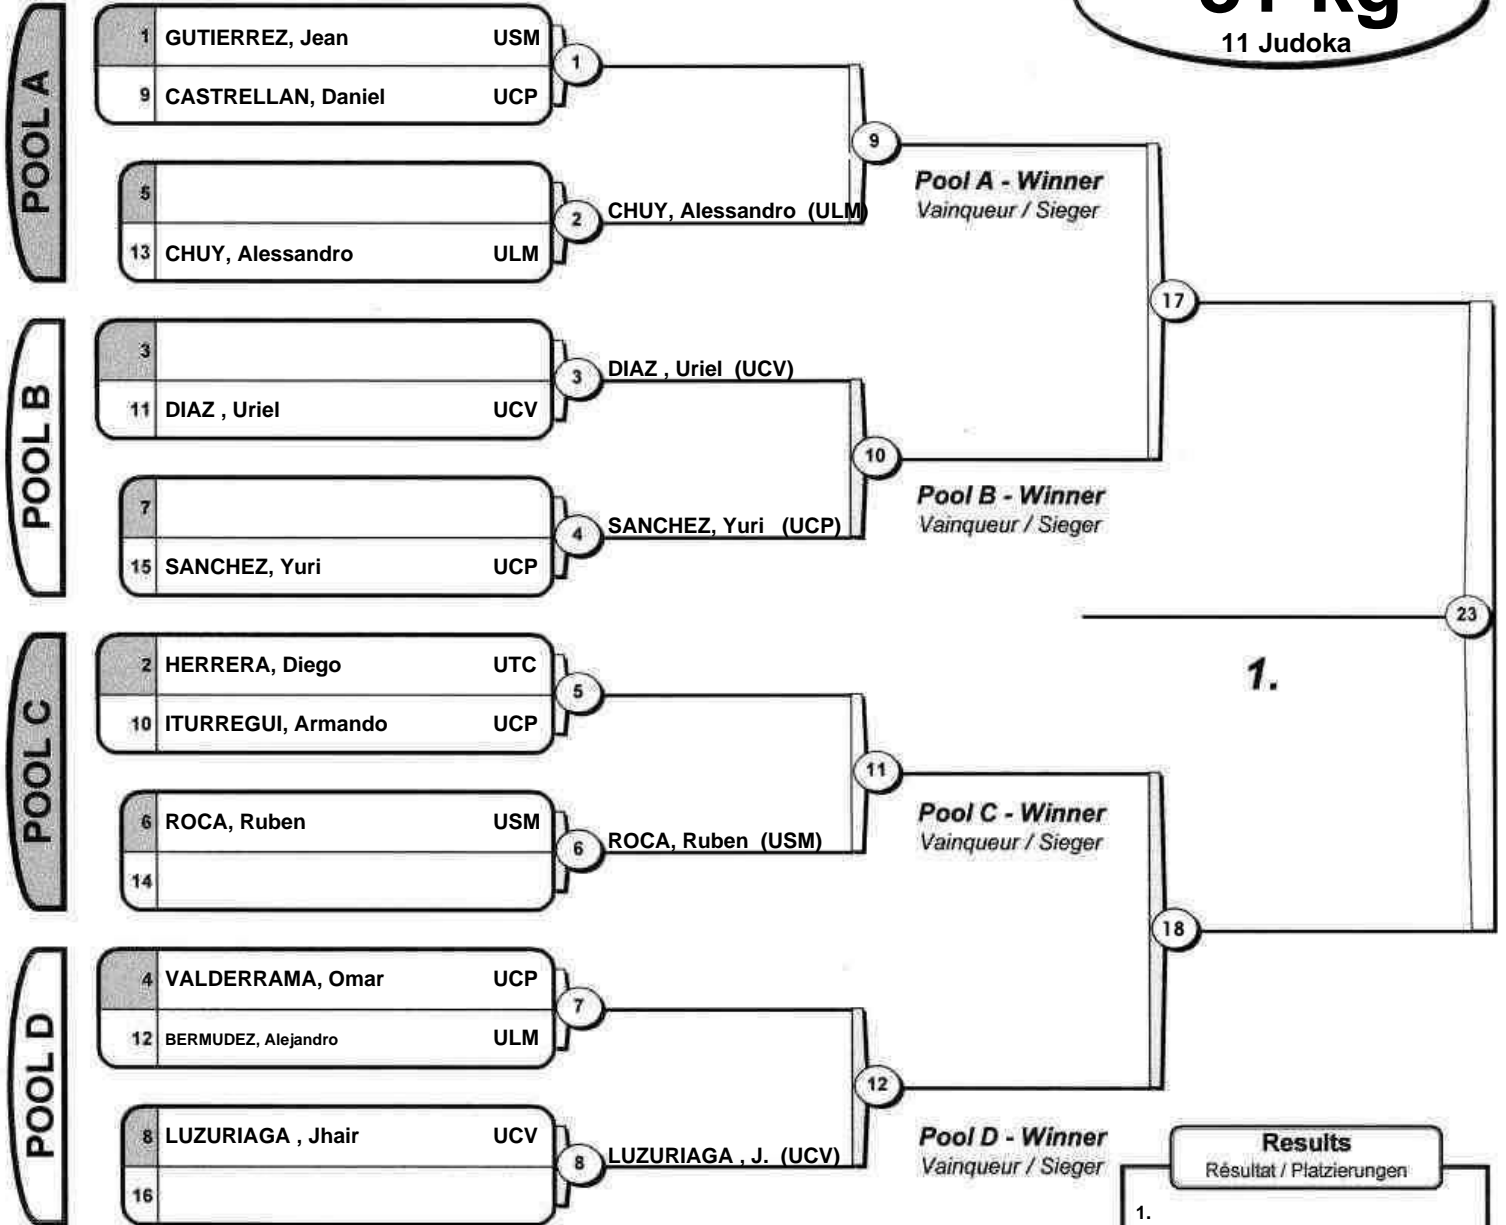 kg
11 Judoka
POOL A
1 GUTIERREZ, Jean USM
9 CASTRELLAN, Daniel UCP
1
5
13 CHUY, Alessandro ULM
2
CHUY, Alessandro (ULM)
9
Pool A - Winner
Vainqueur / Sieger
17
POOL B
3
11 DIAZ , Uriel UCV
3
DIAZ , Uriel (UCV)
7
15 SANCHEZ, Yuri UCP
4
SANCHEZ, Yuri (UCP)
10
Pool B - Winner
Vainqueur / Sieger
23
1.
POOL C
2 HERRERA, Diego UTC
10 ITURREGUI, Armando UCP
5
6 ROCA, Ruben USM
14
6
ROCA, Ruben (USM)
11
Pool C - Winner
Vainqueur / Sieger
18
POOL D
4 VALDERRAMA, Omar UCP
12 BERMUDEZ, Alejandro ULM
7
8 LUZURIAGA , Jhair UCV
16
8
LUZURIAGA , J. (UCV)
12
Pool D - Winner
Vainqueur / Sieger
Results
Résultat / Platzierungen
1.